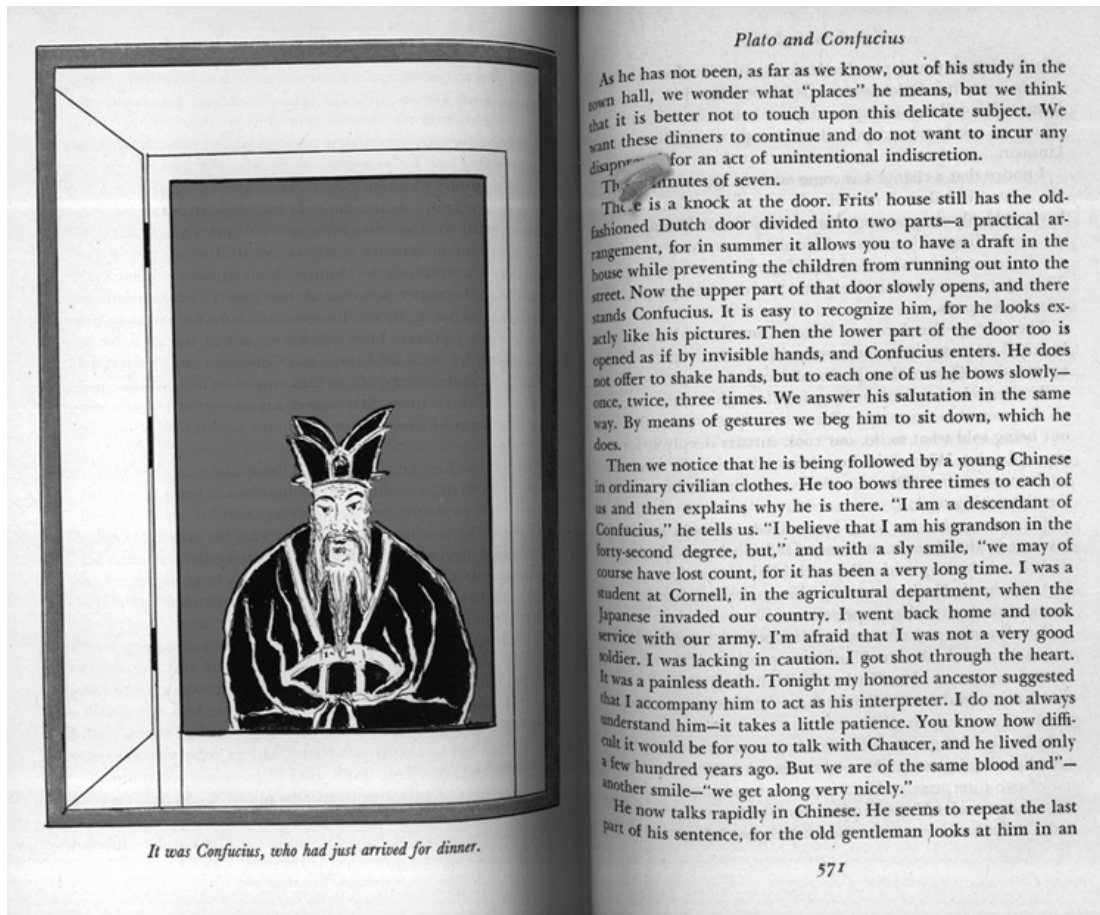 It was Confucius, who had just arrived for dinner.
Plato and Confucius
As he has not been, as far as we know, out of his study in the
town hall, we wonder what "places" he means, but we think
that it is better not to touch upon this delicate subject. We
want these dinners to continue and do not want to incur any
for an act of unintentional indiscretion.
minutes of seven.
There is a knock at the door. Frits' house still has the old-
fashioned Dutch door divided into two parts—a practical ar-
rangement, for in summer it allows you to have a draft in the
house while preventing the children from running out into the
street. Now the upper part of that door slowly opens, and there
stands Confucius. It is easy to recognize him, for he looks ex-
actly like his pictures. Then the lower part of the door too is
opened as if by invisible hands, and Confucius enters. He does
not offer to shake hands, but to each one of us he bows slowly—
once, twice, three times. We answer his salutation in the same
way. By means of gestures we beg him to sit down, which he
does.
Then we notice that he is being followed by a young Chinese
in ordinary civilian clothes. He too bows three times to each of
us and then explains why he is there. "I am a descendant of
Confucius," he tells us. "I believe that I am his grandson in the
forty-second degree, but," and with a sly smile, "we may of
course have lost count, for it has been a very long time. I was a
student at Cornell, in the agricultural department, when the
Japanese invaded our country. I went back home and took
service with our army. I'm afraid that I was not a very good
soldier. I was lacking in caution. I got shot through the heart.
It was a painless death. Tonight my honored ancestor suggested
that I accompany him to act as his interpreter. I do not always
understand him—it takes a little patience. You know how diffi-
cult it would be for you to talk with Chaucer, and he lived only
a few hundred years ago. But we are of the same blood and"—
another smile—"we get along very nicely."
He now talks rapidly in Chinese. He seems to repeat the last
part of his sentence, for the old gentleman looks at him in an
571